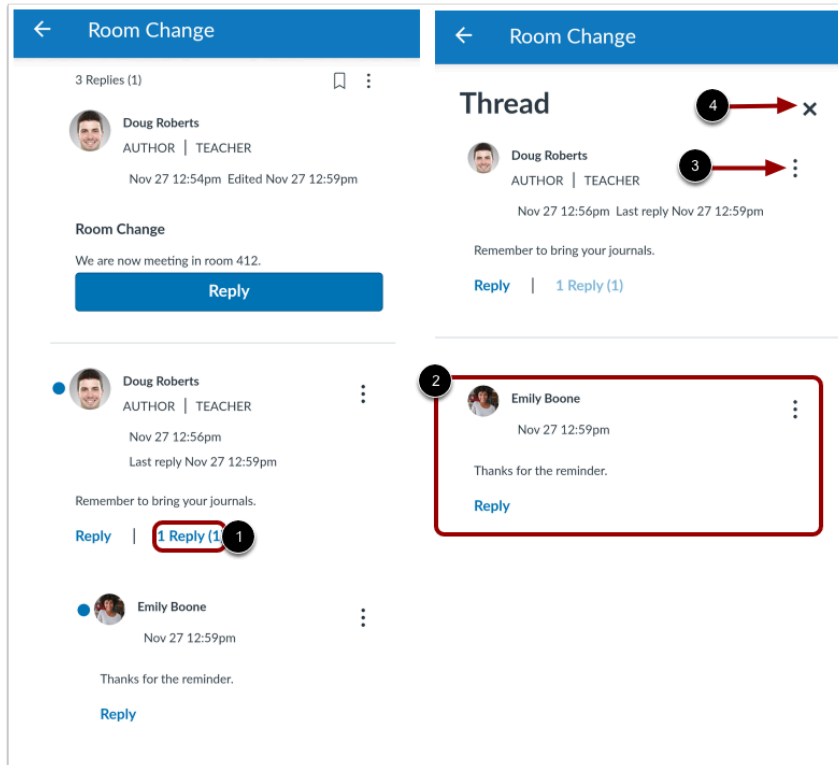 Room Change
3 Replies (1)
Doug Roberts
AUTHOR | TEACHER
Nov 27 12:54pm Edited Nov 27 12:59pm
Room Change
We are now meeting in room 412.
Reply
Doug Roberts
AUTHOR | TEACHER
Nov 27 12:56pm
Last reply Nov 27 12:59pm
Remember to bring your journals.
Reply | 1 Reply (1) 1
Emily Boone
Nov 27 12:59pm
Thanks for the reminder.
Reply
Room Change
Thread 4
Doug Roberts 3
AUTHOR | TEACHER
Nov 27 12:56pm Last reply Nov 27 12:59pm
Remember to bring your journals.
Reply | 1 Reply (1)
2
Emily Boone
Nov 27 12:59pm
Thanks for the reminder.
Reply